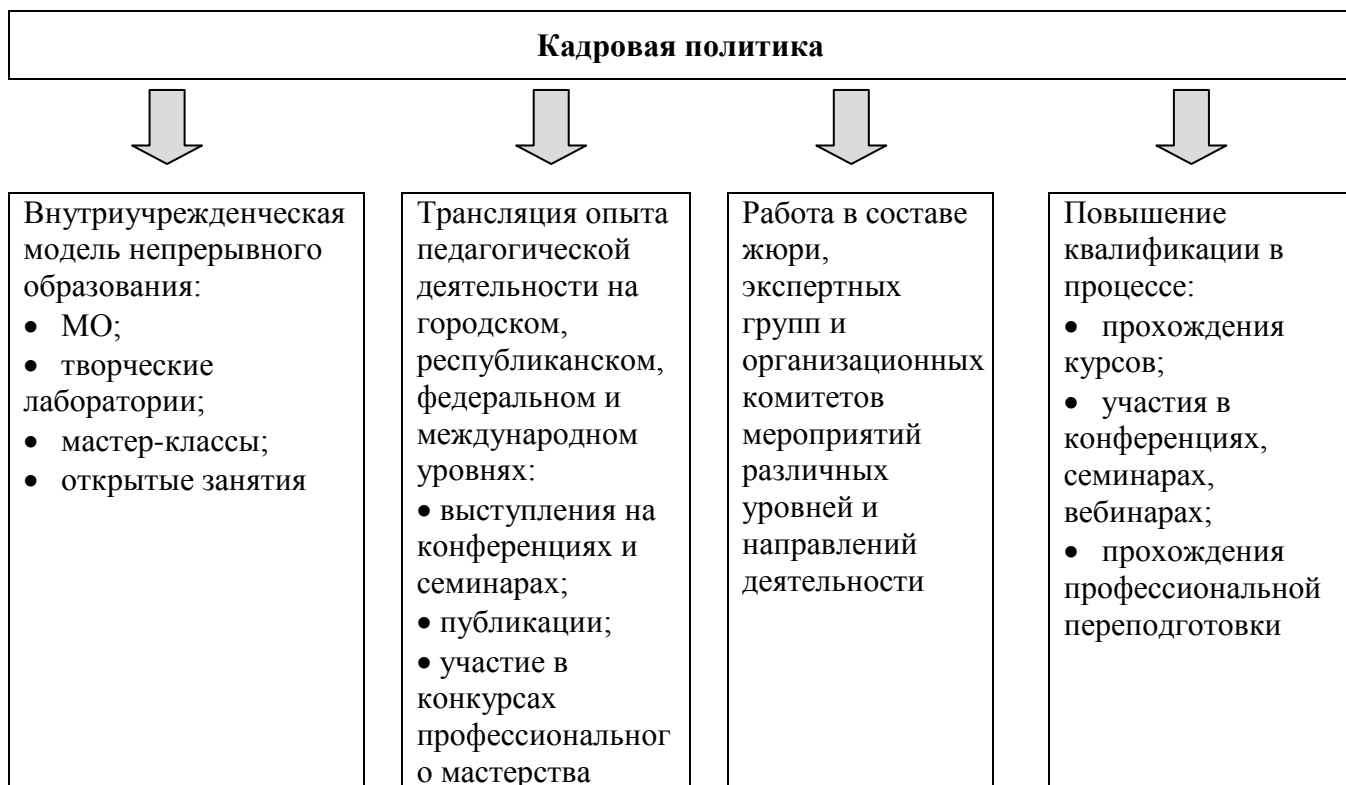 Кадровая политика
Внутриучрежденческая
модель непрерывного
образования:
• МО;
• творческие
лаборатории;
• мастер-классы;
• открытые занятия
Трансляция опыта
педагогической
деятельности на
городском,
республиканском,
федеральном и
международном
уровнях:
• выступления на
конференциях и
семинарах;
• публикации;
• участие в
конкурсах
профессиональног
о мастерства
Работа в составе
жюри,
экспертных
групп и
организационных
комитетов
мероприятий
различных
уровней и
направлений
деятельности
Повышение
квалификации в
процессе:
• прохождения
курсов;
• участия в
конференциях,
семинарах,
вебинарах;
• прохождения
профессиональной
переподготовки